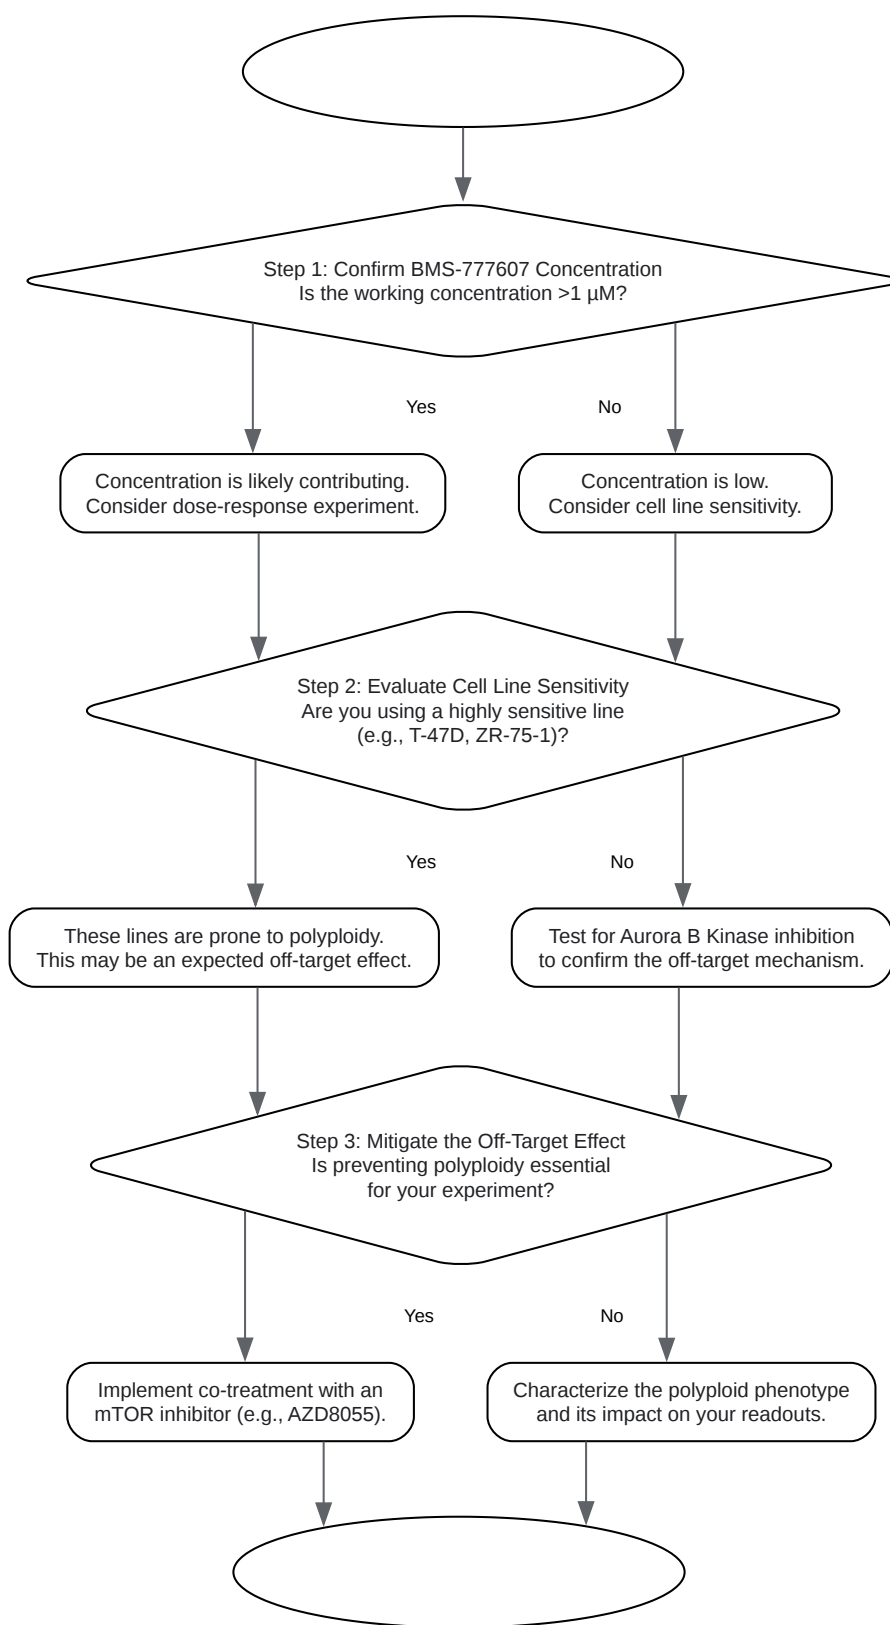 Step 1: Confirm BMS-777607 Concentration
Is the working concentration >1 µM?
Yes
No
Concentration is likely contributing.
Consider dose-response experiment.
Concentration is low.
Consider cell line sensitivity.
Step 2: Evaluate Cell Line Sensitivity
Are you using a highly sensitive line
(e.g., T-47D, ZR-75-1)?
Yes
No
These lines are prone to polyploidy.
This may be an expected off-target effect.
Test for Aurora B Kinase inhibition
to confirm the off-target mechanism.
Step 3: Mitigate the Off-Target Effect
Is preventing polyploidy essential
for your experiment?
Yes
No
Implement co-treatment with an
mTOR inhibitor (e.g., AZD8055).
Characterize the polyploid phenotype
and its impact on your readouts.